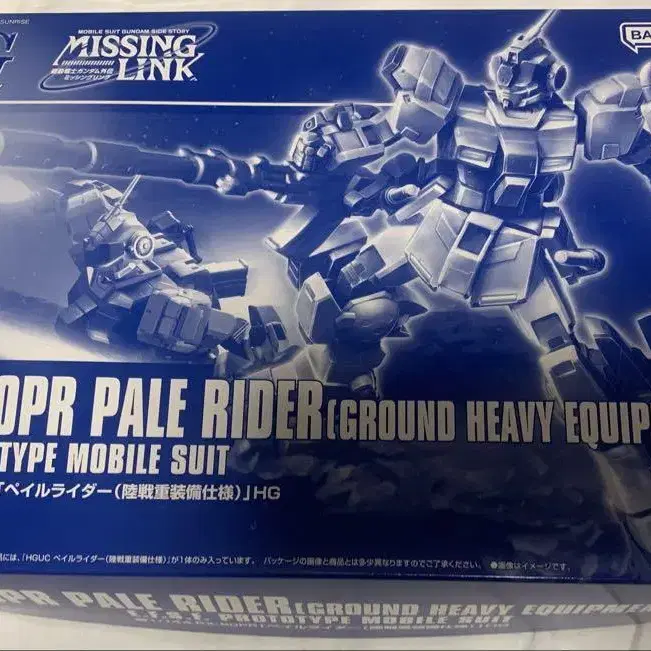 SUNRISE
MOBILE SUIT GUNDAM SIDE STORY
MISSING
LINK
機動戦士ガンダム外伝
ミッシングリンク
BA
OPR PALE RIDER [GROUND HEAVY EQUIP
TYPE MOBILE SUIT
「ペイルライダー(陸戦重装備仕様)」HG
には、「HGUC ペイルライダー(陸戦重装備仕様)」が1体のみ入っています。 パッケージの画像と商品とは多少異なりますのでご了承ください。 ●画像はイメージです。
PR PALE RIDER [GROUND HEAVY EQUIPME
PROTOTYPE MOBILE SUIT